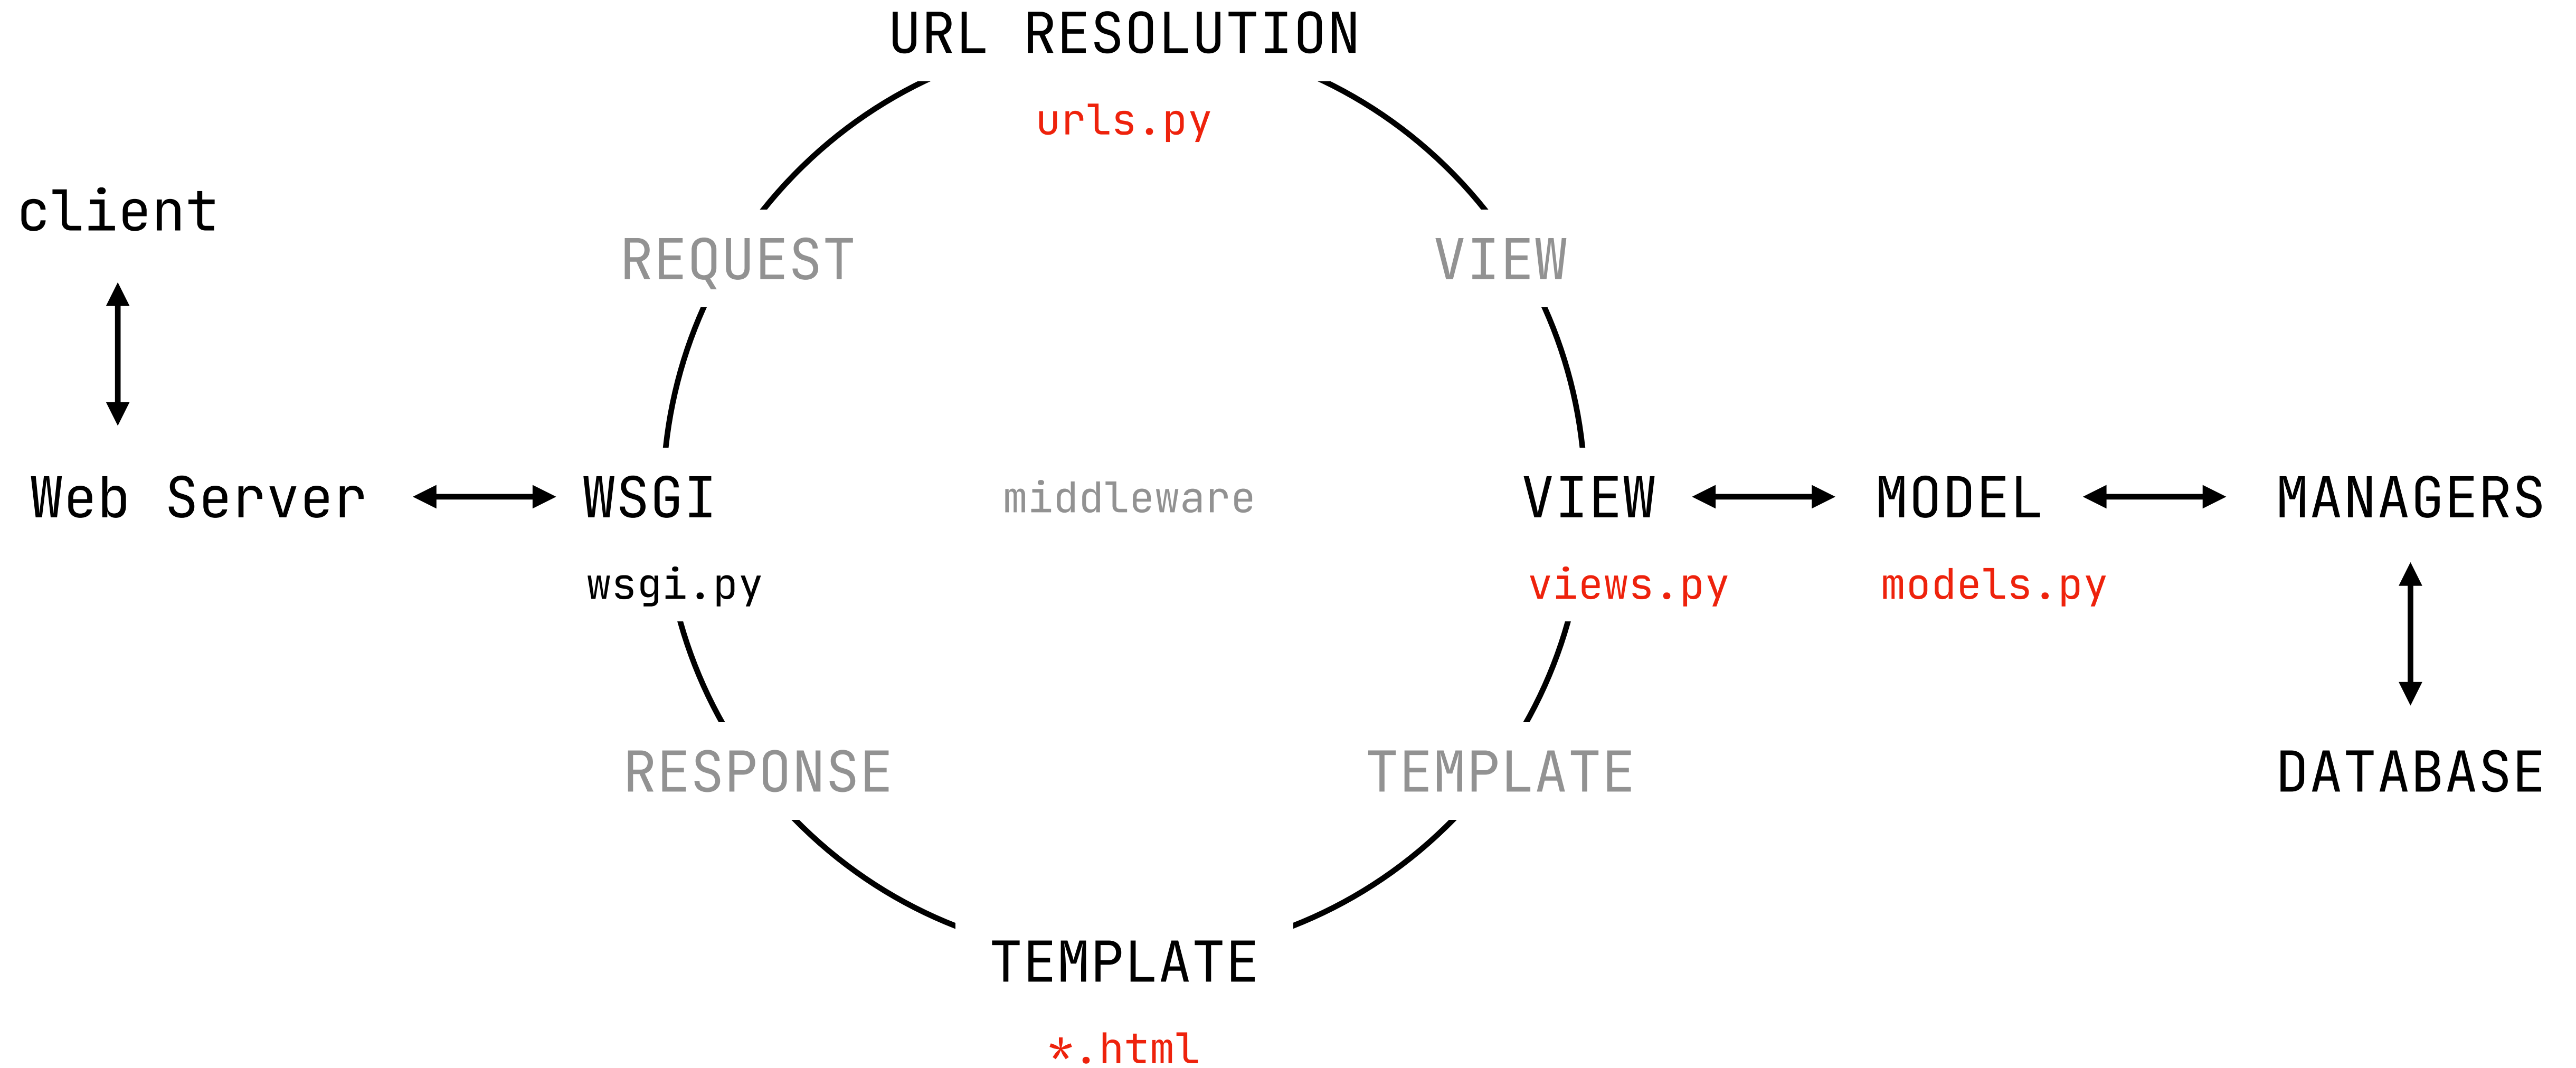 URL RESOLUTION
urls.py
client
REQUEST
VIEW
Web Server
WSGI
middleware
VIEW
MODEL
MANAGERS
wsgi.py
views.py
models.py
RESPONSE
TEMPLATE
DATABASE
TEMPLATE
*.html